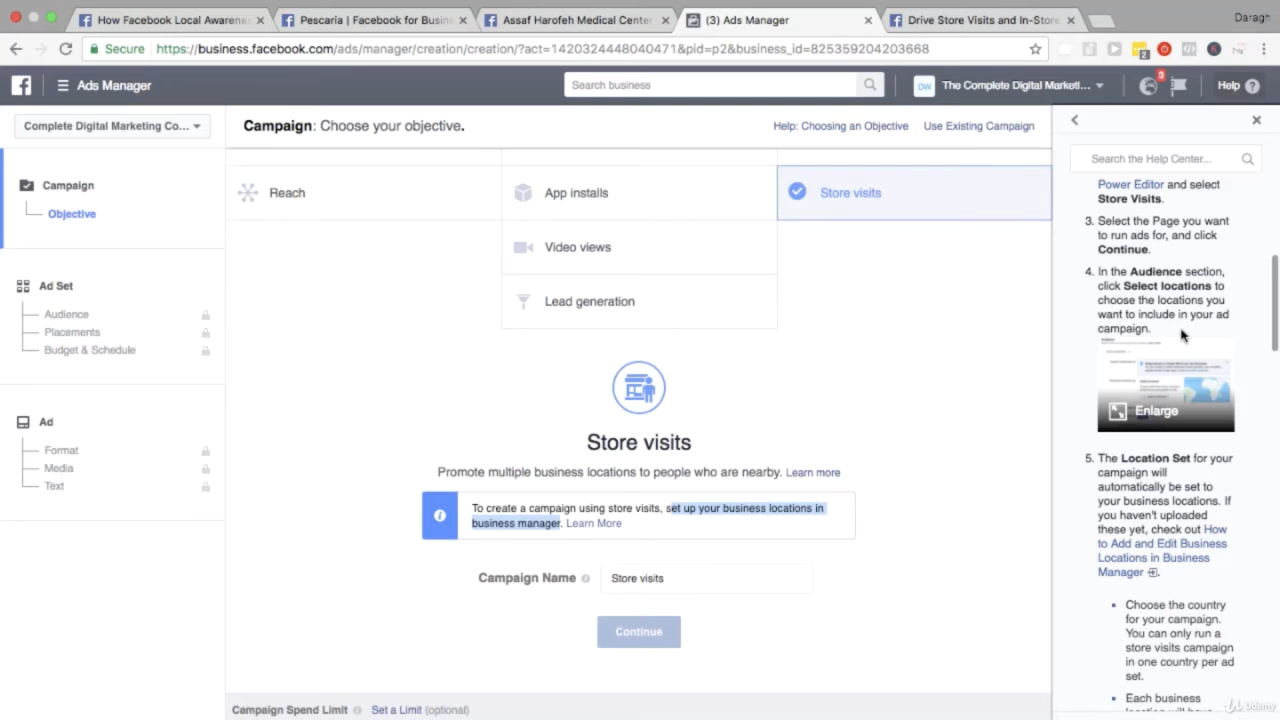 How Facebook Local Awarene
Pescaria | Facebook for Busin
Assaf Harofeh Medical Center
(3) Ads Manager
Drive Store Visits and In-Store
Daragh
Secure https://business.facebook.com/ads/manager/creation/creation/?act=1420324448040471&pid=p2&business_id=825359204203668
2
Ads Manager
Search business
DW
The Complete Digital Marketi...
3
Help
Complete Digital Marketing Co...
Campaign: Choose your objective.
Help: Choosing an Objective
Use Existing Campaign
Campaign
Objective
Ad Set
Audience
Placements
Budget & Schedule
Ad
Format
Media
Text
Reach
App installs
Store visits
Video views
Lead generation
Store visits
Promote multiple business locations to people who are nearby. Learn more
To create a campaign using store visits, set up your business locations in
business manager. Learn More
Campaign Name
Store visits
Continue
Campaign Spend Limit
Set a Limit (optional)
Search the Help Center...
Power Editor and select
Store Visits.
3. Select the Page you want
to run ads for, and click
Continue.
4. In the Audience section,
click Select locations to
choose the locations you
want to include in your ad
campaign.
Enlarge
5. The Location Set for your
campaign will
automatically be set to
your business locations. If
you haven't uploaded
these yet, check out How
to Add and Edit Business
Locations in Business
Manager.
Choose the country
for your campaign.
You can only run a
store visits campaign
in one country per ad
set.
Each business
location will have
Udemy